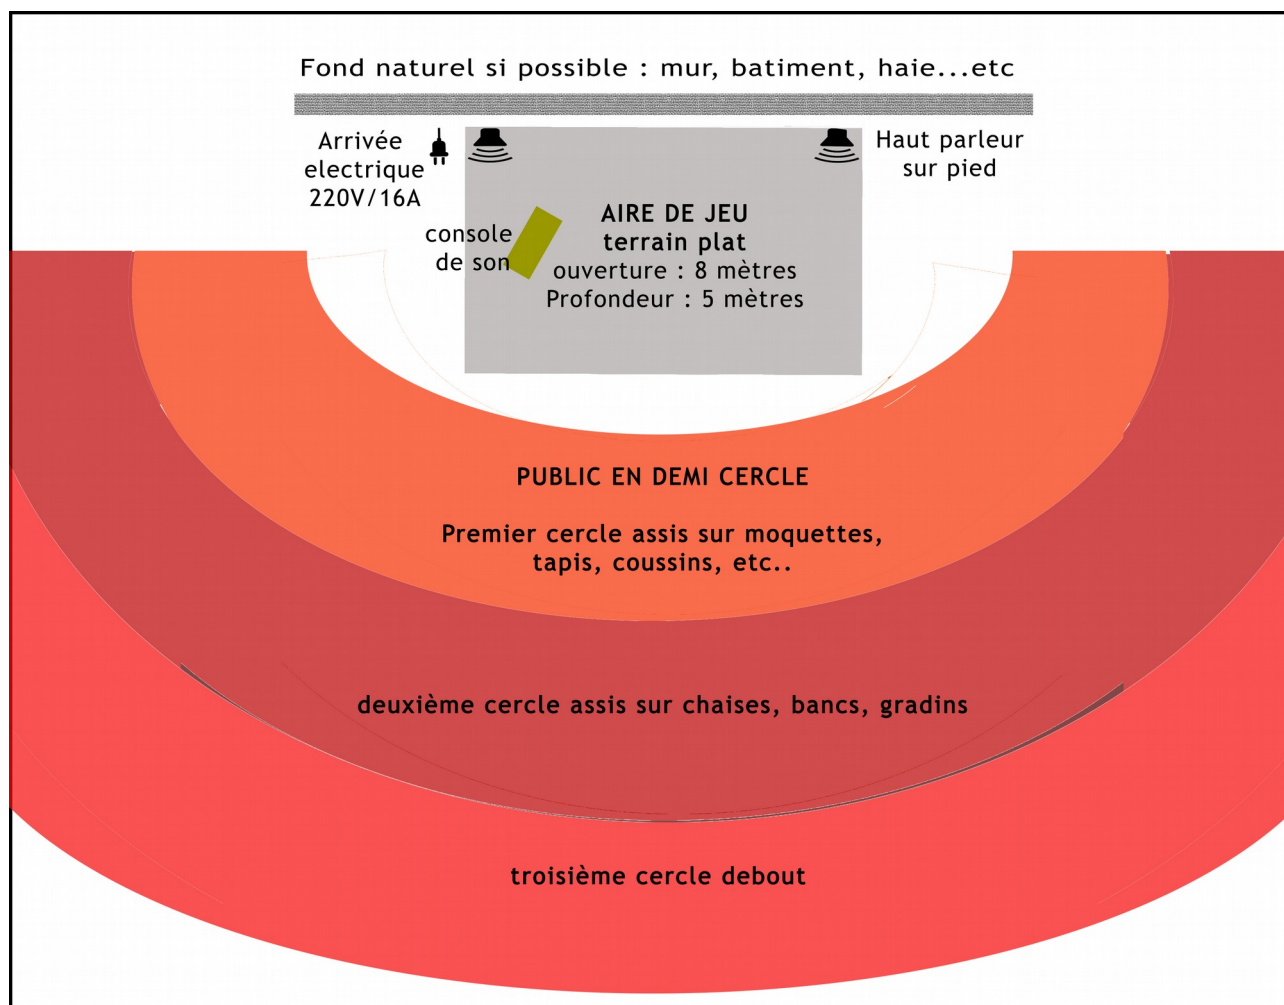 Fond naturel si possible : mur, batiment, haie...etc
Arrivée
electrique
220V/16A
Haut parleur
sur pied
console
de son
AIRE DE JEU
terrain plat
ouverture : 8 mètres
Profondeur : 5 mètres
PUBLIC EN DEMI CERCLE
Premier cercle assis sur moquettes,
tapis, coussins, etc..
deuxième cercle assis sur chaises, bancs, gradins
troisième cercle debout